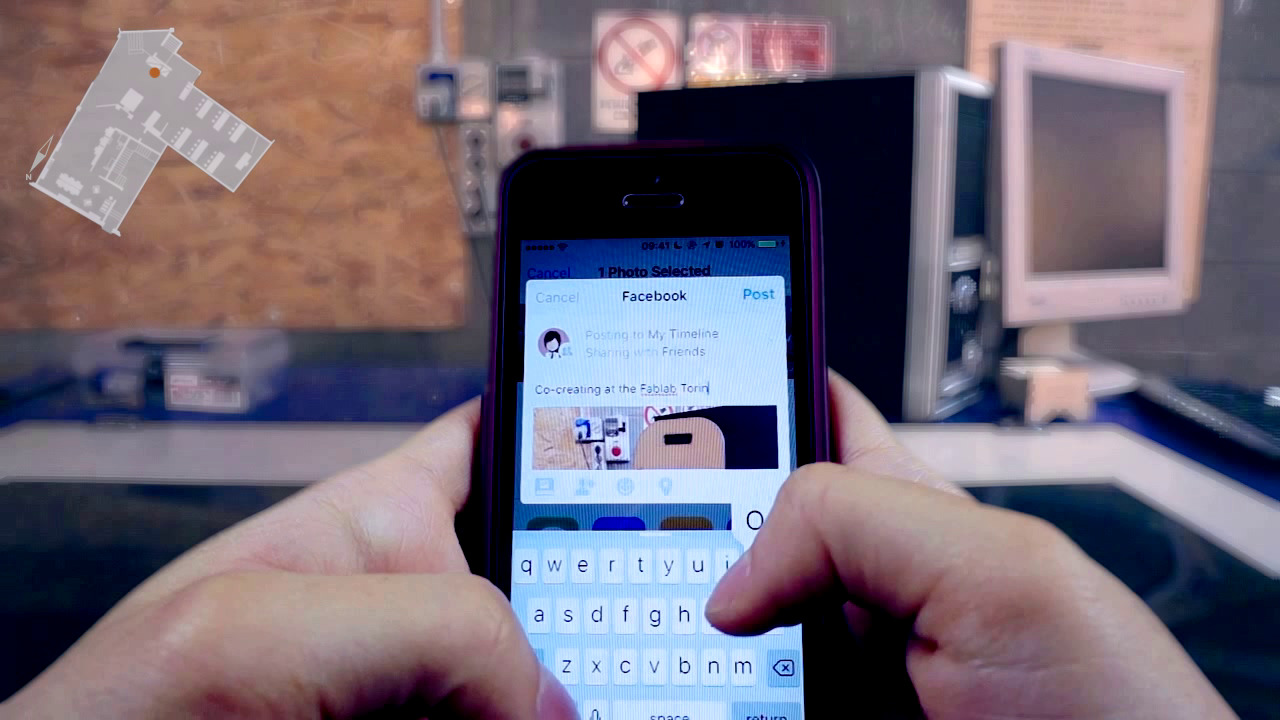 N
09:41 100%
Cancel 1 Photo Selected
Cancel Facebook Post
Posting to My Timeline
Sharing with Friends
Co-creating at the Fablab Torin
O
q w e r t y u i
a s d f g h
z x c v b n m
space return